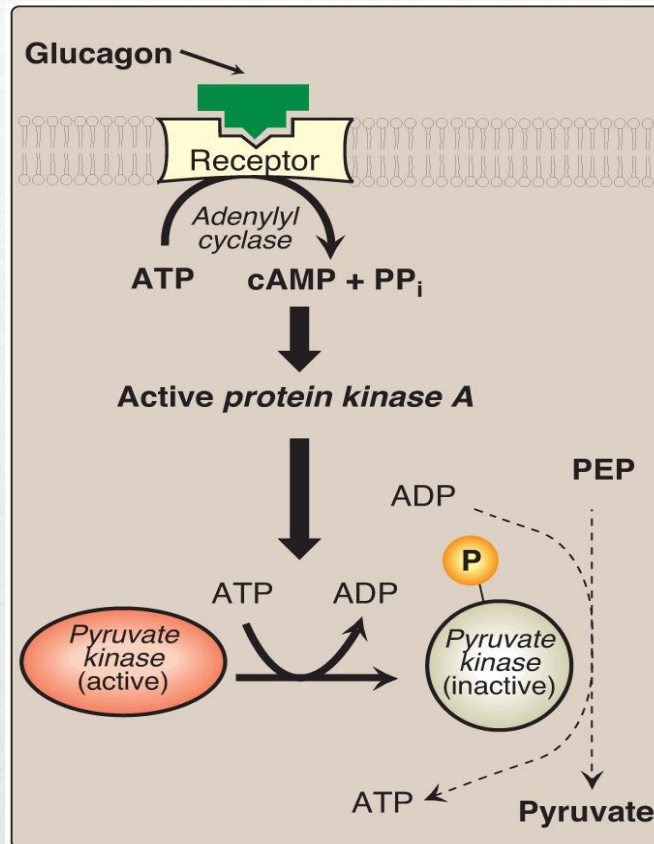 Glucagon
Receptor
Adenylyl
cyclase
ATP
cAMP + PPi
Active protein kinase A
PEP
ADP
P
ATP
ADP
Pyruvate
kinase
(active)
Pyruvate
kinase
(inactive)
ATP
Pyruvate